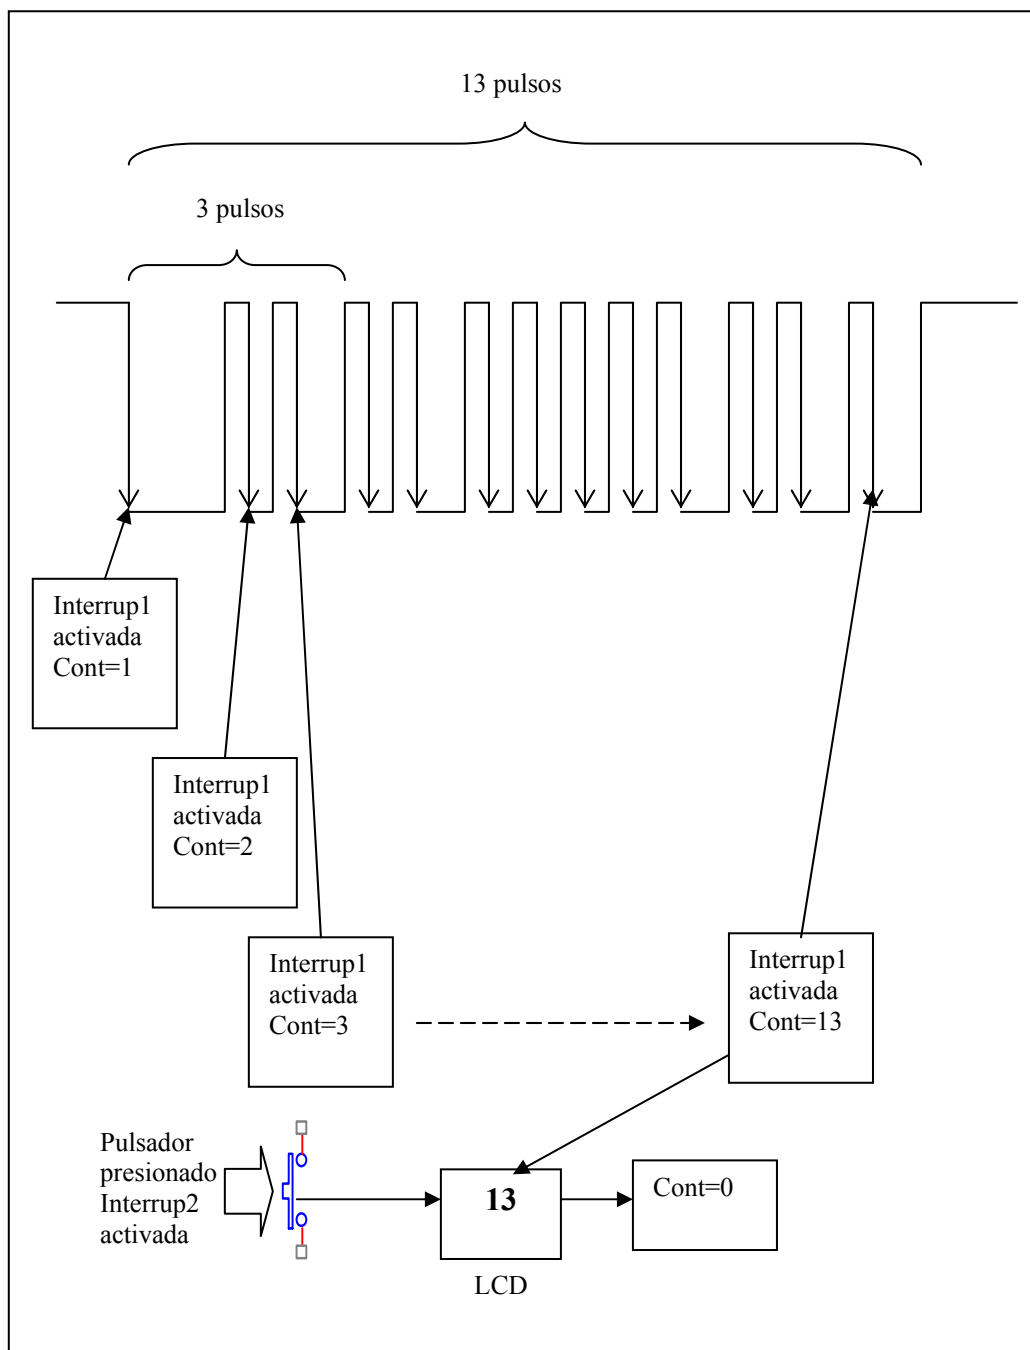 13 pulsos
3 pulsos
Interrup1
activada
Cont=1
Interrup1
activada
Cont=2
Interrup1
activada
Cont=3
Interrup1
activada
Cont=13
Pulsador
presionado
Interrup2
activada
13
Cont=0
LCD